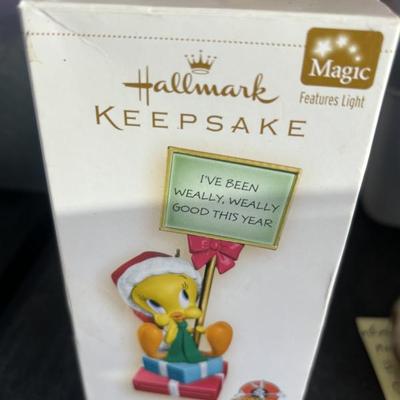 Hallmark
KEEPSAKE
Magic
Features Light
I'VE BEEN
WEALLY, WEALLY
GOOD THIS YEAR